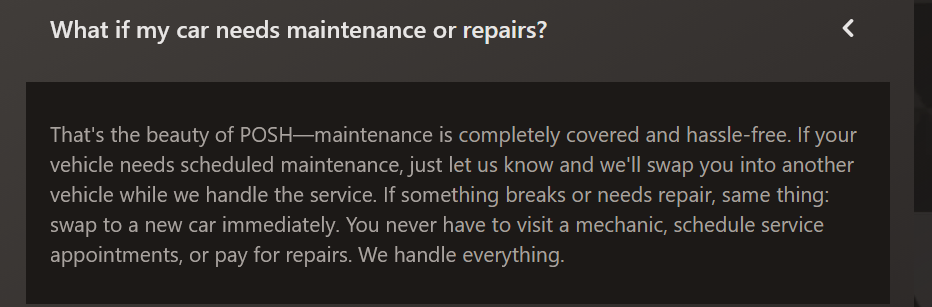 What if my car needs maintenance or repairs?
That's the beauty of POSH—maintenance is completely covered and hassle-free. If your
vehicle needs scheduled maintenance, just let us know and we'll swap you into another
vehicle while we handle the service. If something breaks or needs repair, same thing:
swap to a new car immediately. You never have to visit a mechanic, schedule service
appointments, or pay for repairs. We handle everything.